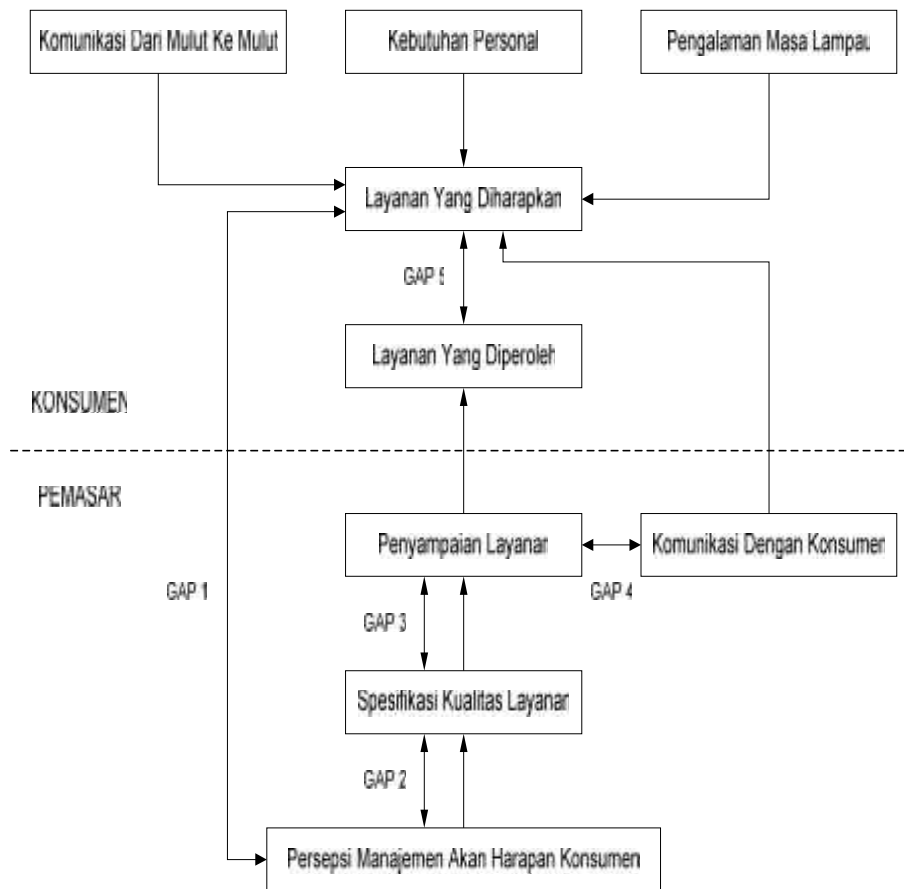 Komunikasi Dari Mulut Ke Mulut
Kebutuhan Personal
Pengalaman Masa Lampau
Layanan Yang Diharapkan
GAP 5
Layanan Yang Diperoleh
KONSUMEN
PEMASAR
Penyampaian Layanan
Komunikasi Dengan Konsumen
GAP 1
GAP 4
GAP 3
Spesifikasi Kualitas Layanan
GAP 2
Persepsi Manajemen Akan Harapan Konsumen